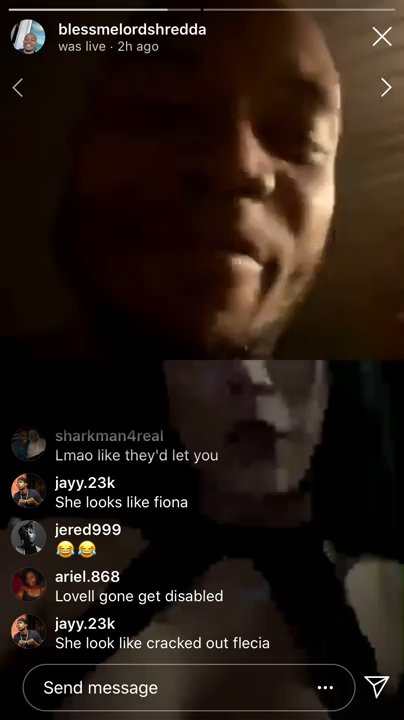 blessmelordshredda
was live · 2h ago
sharkman4real
Lmao like they'd let you
jayy.23k
She looks like fiona
jered999
😂😂
ariel.868
Lovell gone get disabled
jayy.23k
She look like cracked out flecia
Send message